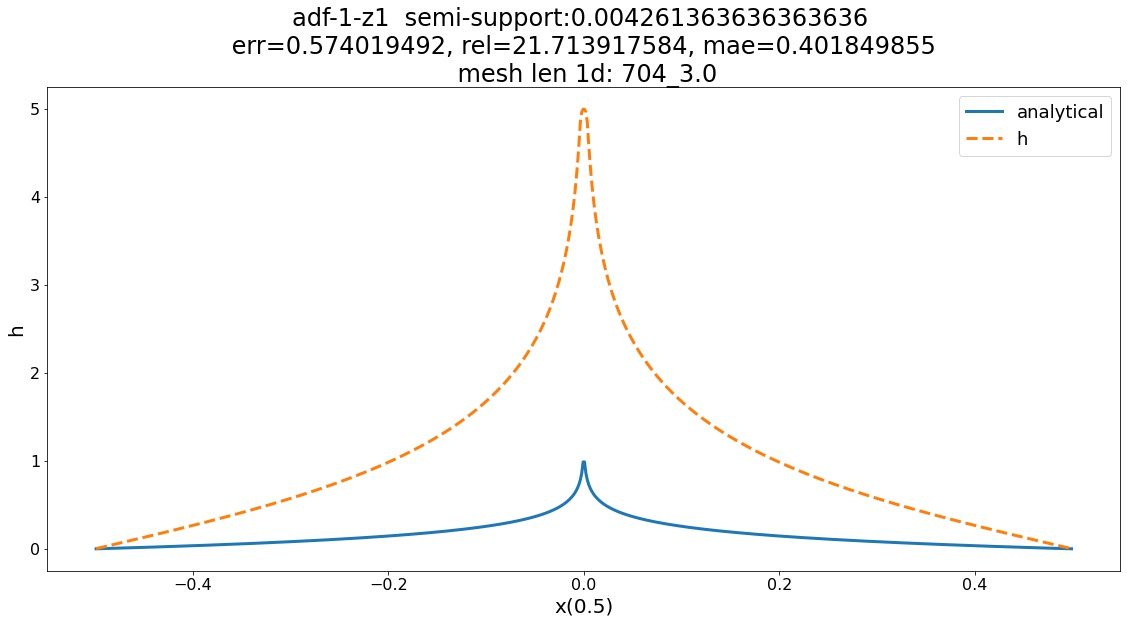 adf-1-z1  semi-support:0.004261363636363636
err=0.574019492, rel=21.713917584, mae=0.401849855
mesh len 1d: 704_3.0
analytical
h
5
4
3
2
1
0
h
−0.4
−0.2
0.0
0.2
0.4
x(0.5)